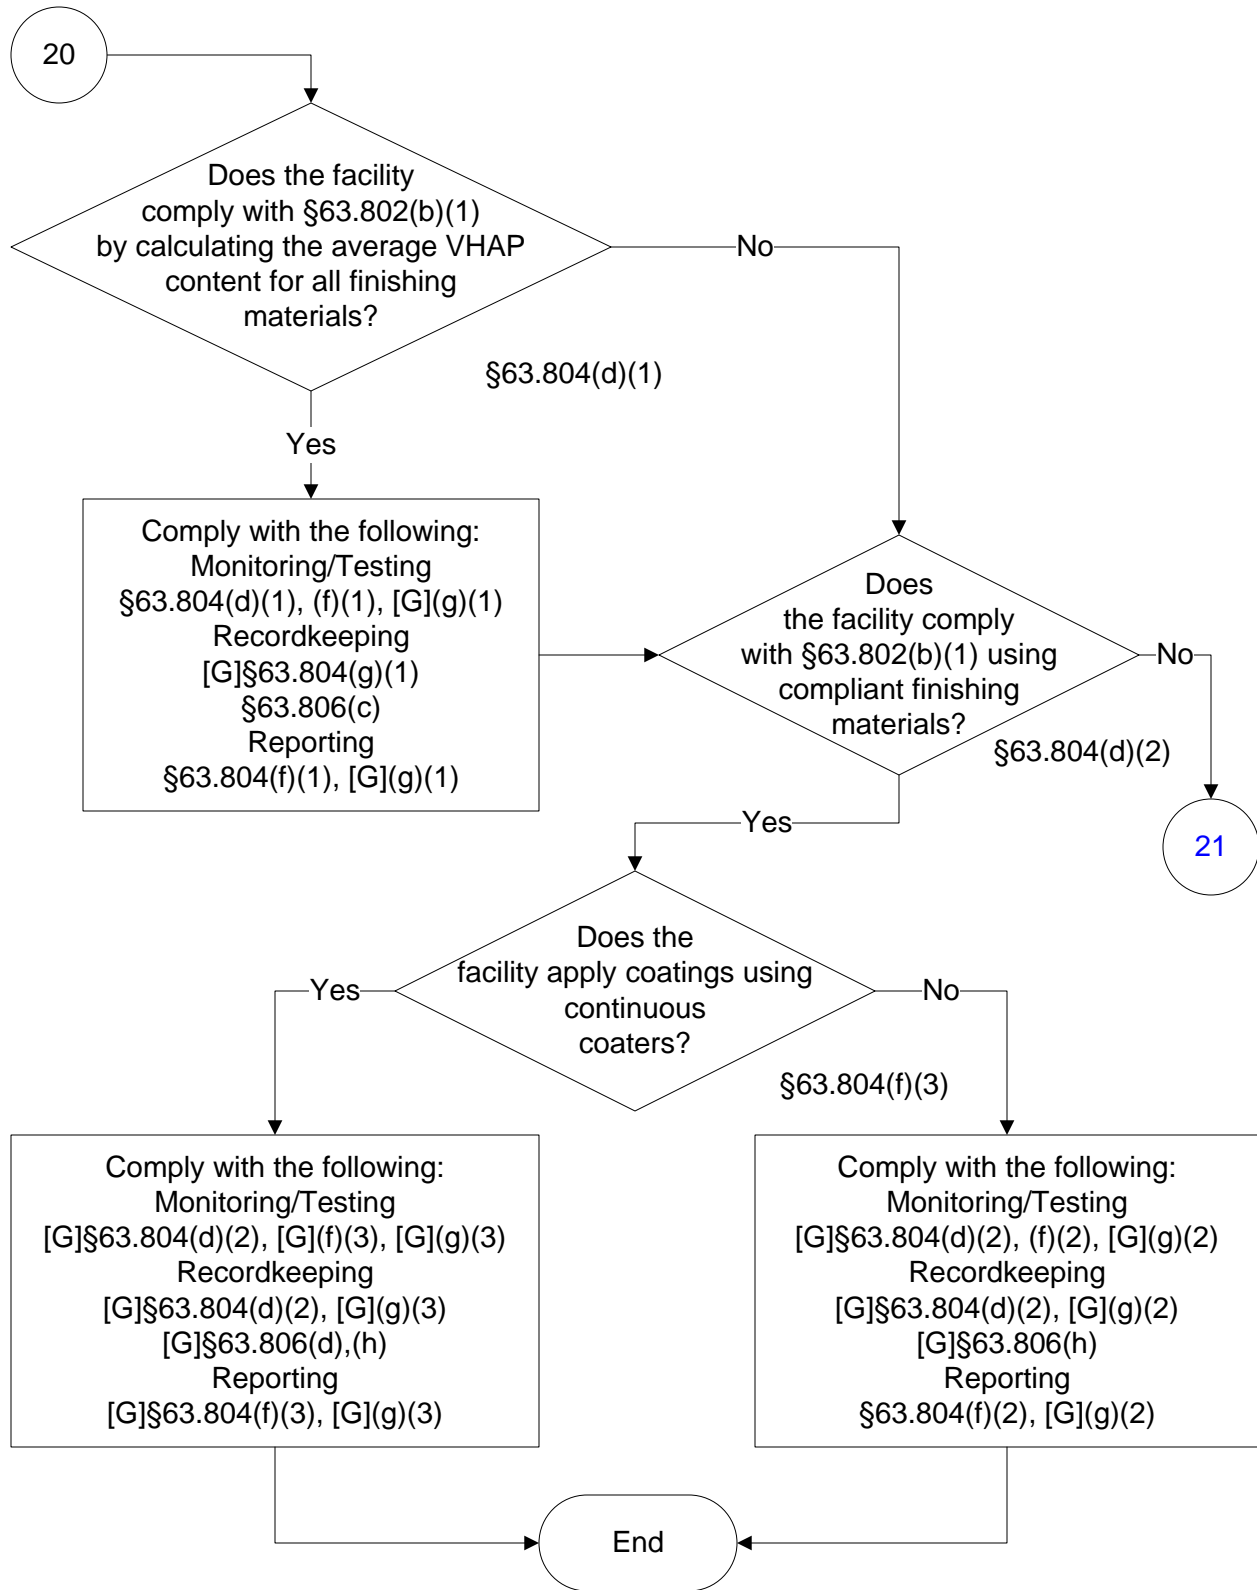 20
Does the facility
comply with §63.802(b)(1)
by calculating the average VHAP
content for all finishing
materials?
No
§63.804(d)(1)
Yes
Comply with the following:
Monitoring/Testing
§63.804(d)(1), (f)(1), [G](g)(1)
Recordkeeping
[G]§63.804(g)(1)
§63.806(c)
Reporting
§63.804(f)(1), [G](g)(1)
Does
the facility comply
with §63.802(b)(1) using
compliant finishing
materials?
No
§63.804(d)(2)
21
Yes
Does the
facility apply coatings using
continuous
coaters?
Yes
No
§63.804(f)(3)
Comply with the following:
Monitoring/Testing
[G]§63.804(d)(2), [G](f)(3), [G](g)(3)
Recordkeeping
[G]§63.804(d)(2), [G](g)(3)
[G]§63.806(d),(h)
Reporting
[G]§63.804(f)(3), [G](g)(3)
Comply with the following:
Monitoring/Testing
[G]§63.804(d)(2), (f)(2), [G](g)(2)
Recordkeeping
[G]§63.804(d)(2), [G](g)(2)
[G]§63.806(h)
Reporting
§63.804(f)(2), [G](g)(2)
End